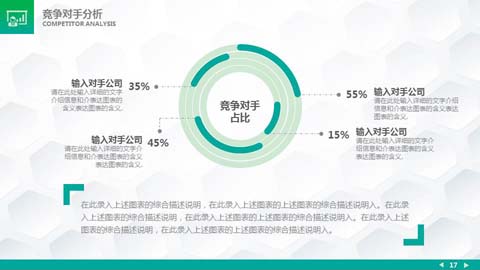 竞争对手分析
COMPETITOR ANALYSIS
输入对手公司
35%
请在此处输入详细的文字
介绍信息和介表达图表的
含义表达图表的含义.
55%
输入对手公司
请在此处输入详细的文字介
绍信息和介表达图表的含义
表达图表的含义.
竞争对手
占比
输入对手公司
45%
请在此处输入详细的文字介
绍信息和介表达图表的含义
表达图表的含义.
15%
输入对手公司
请在此处输入详细的文字介
绍信息和介表达图表的含义
表达图表的含义.
在此录入上述图表的综合描述说明，在此录入上述图表的综合描述说明入。在此录
入上述图表的综合描述说明，在此录入上述图表的上述图表的综合描述说明入。在此录入上述
图表的综合描述说明，在此录入上述图表的上述图表的综合描述说明入。
17